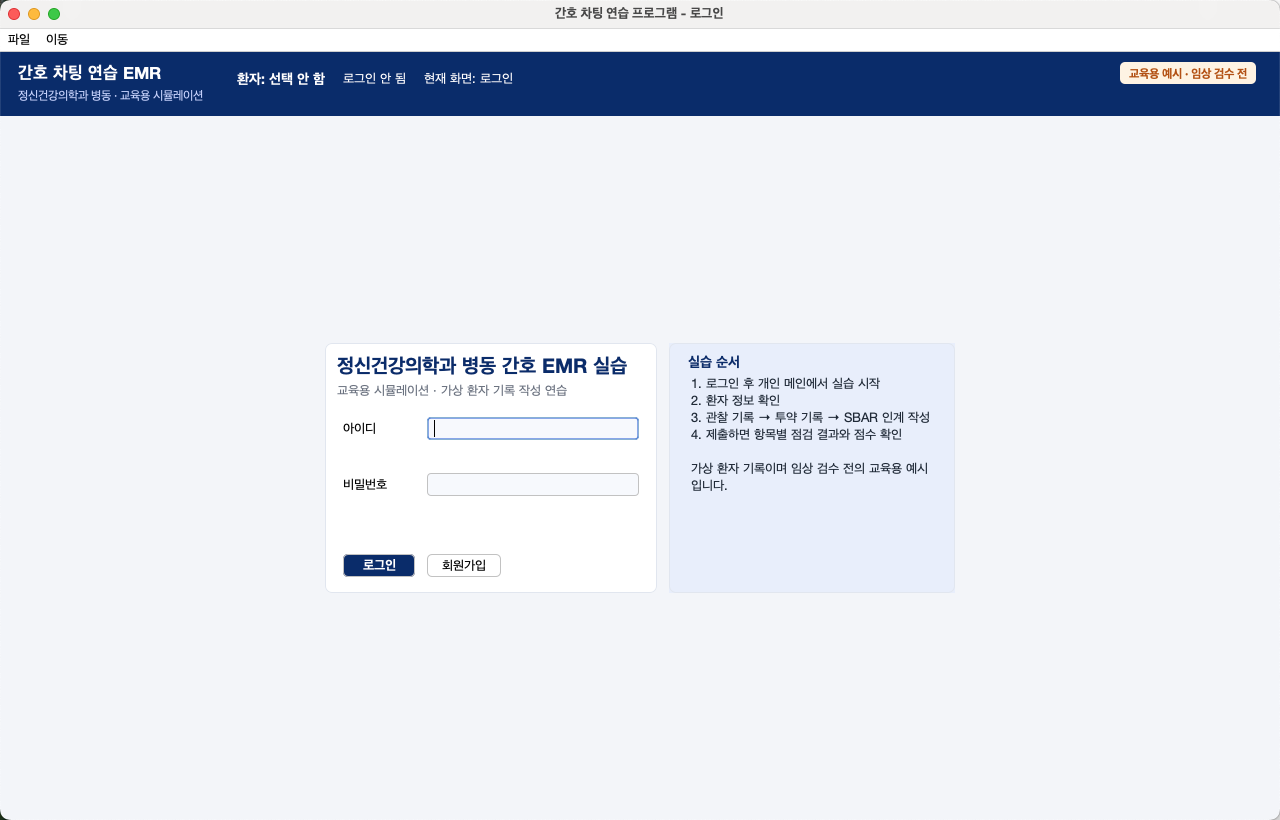 간호 차팅 연습 프로그램 - 로그인
파일 이동
간호 차팅 연습 EMR
정신건강의학과 병동 · 교육용 시뮬레이션
환자: 선택 안 함 로그인 안 됨 현재 화면: 로그인
교육용 예시 · 임상 검수 전
정신건강의학과 병동 간호 EMR 실습
교육용 시뮬레이션 · 가상 환자 기록 작성 연습
아이디
비밀번호
로그인 회원가입
실습 순서
1. 로그인 후 개인 메인에서 실습 시작
2. 환자 정보 확인
3. 관찰 기록 → 투약 기록 → SBAR 인계 작성
4. 제출하면 항목별 점검 결과와 점수 확인
가상 환자 기록이며 임상 검수 전의 교육용 예시
입니다.